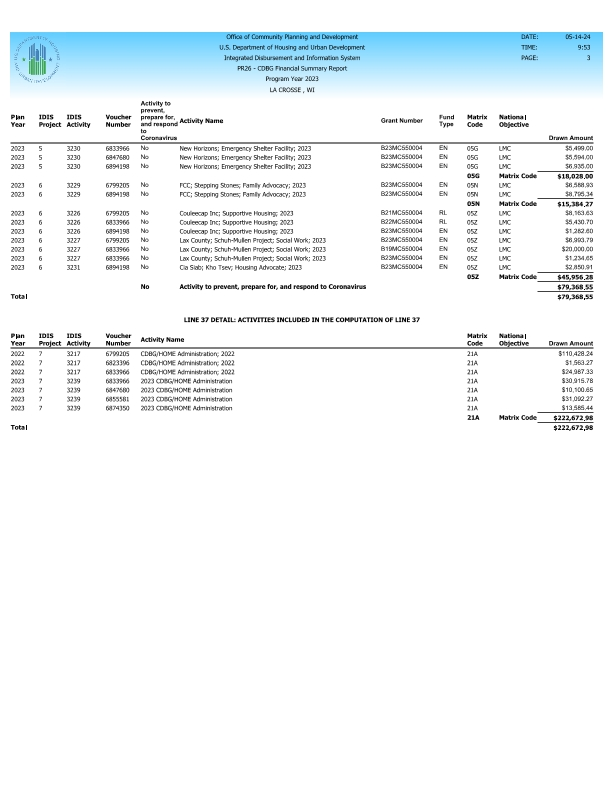 Office of Community Planning and Development DATE: 05-14-24
U.S. Department of Housing and Urban Development TIME: 9:53
Integrated Disbursement and Information System PAGE: 3
PR26 - CDBG Financial Summary Report
Program Year 2023
LA CROSSE , WI
Plan Year IDIS Project IDIS Activity Voucher Number Activity to prevent, prepare for, and respond to Coronavirus Activity Name Grant Number Fund Type Matrix Code National Objective Drawn Amount
2023 5 3230 6833966 No New Horizons; Emergency Shelter Facility; 2023 B23MC550004 EN 05G LMC $5,499.00
2023 5 3230 6847680 No New Horizons; Emergency Shelter Facility; 2023 B23MC550004 EN 05G LMC $5,594.00
2023 5 3230 6894198 No New Horizons; Emergency Shelter Facility; 2023 B23MC550004 EN 05G LMC $6,935.00
05G Matrix Code $18,028.00
2023 6 3229 6799205 No FCC; Stepping Stones; Family Advocacy; 2023 B23MC550004 EN 05N LMC $6,588.93
2023 6 3229 6894198 No FCC; Stepping Stones; Family Advocacy; 2023 B23MC550004 EN 05N LMC $8,795.34
05N Matrix Code $15,384.27
2023 6 3226 6799205 No Couleecap Inc; Supportive Housing; 2023 B21MC550004 RL 05Z LMC $8,163.63
2023 6 3226 6833966 No Couleecap Inc; Supportive Housing; 2023 B22MC550004 RL 05Z LMC $5,430.70
2023 6 3226 6833966 No Couleecap Inc; Supportive Housing; 2023 B23MC550004 EN 05Z LMC $1,282.60
2023 6 3227 6799205 No Lax County; Schuh-Mullen Project; Social Work; 2023 B23MC550004 EN 05Z LMC $6,993.79
2023 6 3227 6833966 No Lax County; Schuh-Mullen Project; Social Work; 2023 B19MC550004 EN 05Z LMC $20,000.00
2023 6 3227 6833966 No Lax County; Schuh-Mullen Project; Social Work; 2023 B23MC550004 EN 05Z LMC $1,234.65
2023 6 3231 6894198 No Cia Siab; Kho Tsev; Housing Advocate; 2023 B23MC550004 EN 05Z LMC $2,850.91
05Z Matrix Code $45,956.28
No Activity to prevent, prepare for, and respond to Coronavirus $79,368.55
Total $79,368.55
LINE 37 DETAIL: ACTIVITIES INCLUDED IN THE COMPUTATION OF LINE 37
Plan Year IDIS Project IDIS Activity Voucher Number Activity Name Matrix Code National Objective Drawn Amount
2022 7 3217 6799205 CDBG/HOME Administration; 2022 21A $110,428.24
2022 7 3217 6823396 CDBG/HOME Administration; 2022 21A $1,563.27
2022 7 3217 6833966 CDBG/HOME Administration; 2022 21A $24,987.33
2023 7 3239 6833966 2023 CDBG/HOME Administration 21A $30,915.78
2023 7 3239 6847680 2023 CDBG/HOME Administration 21A $10,100.65
2023 7 3239 6855581 2023 CDBG/HOME Administration 21A $31,092.27
2023 7 3239 6874350 2023 CDBG/HOME Administration 21A $13,585.44
21A Matrix Code $222,672.98
Total $222,672.98